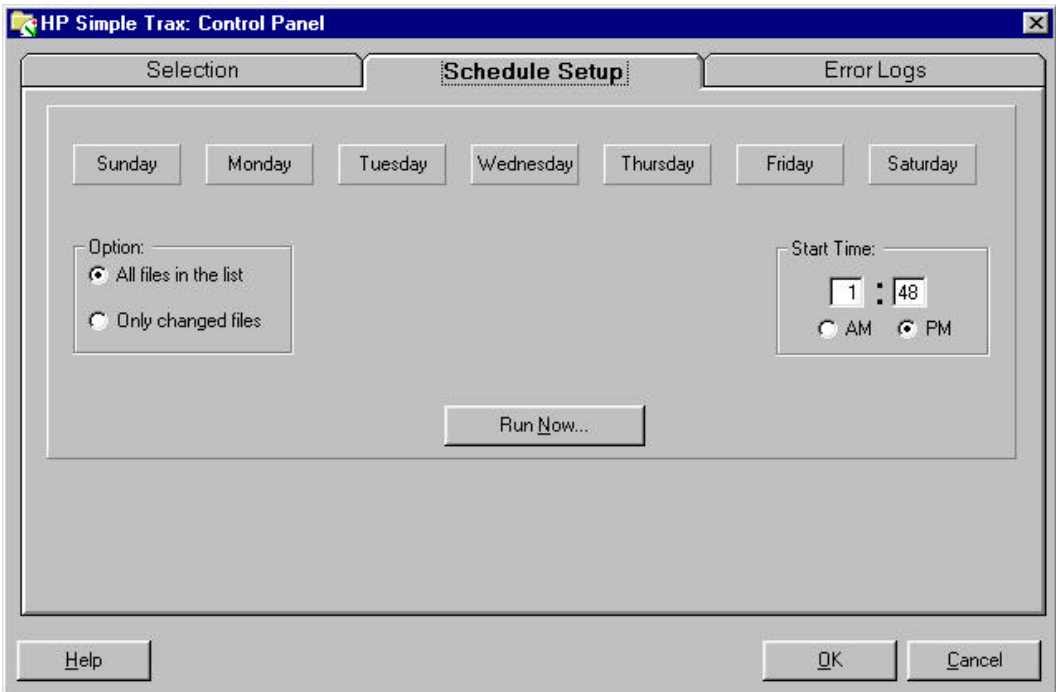 HP Simple Trax: Control Panel
Selection Schedule Setup Error Logs
Sunday Monday Tuesday Wednesday Thursday Friday Saturday
Option:
All files in the list
Only changed files
Start Time:
1 : 48
AM PM
Run Now...
Help OK Cancel